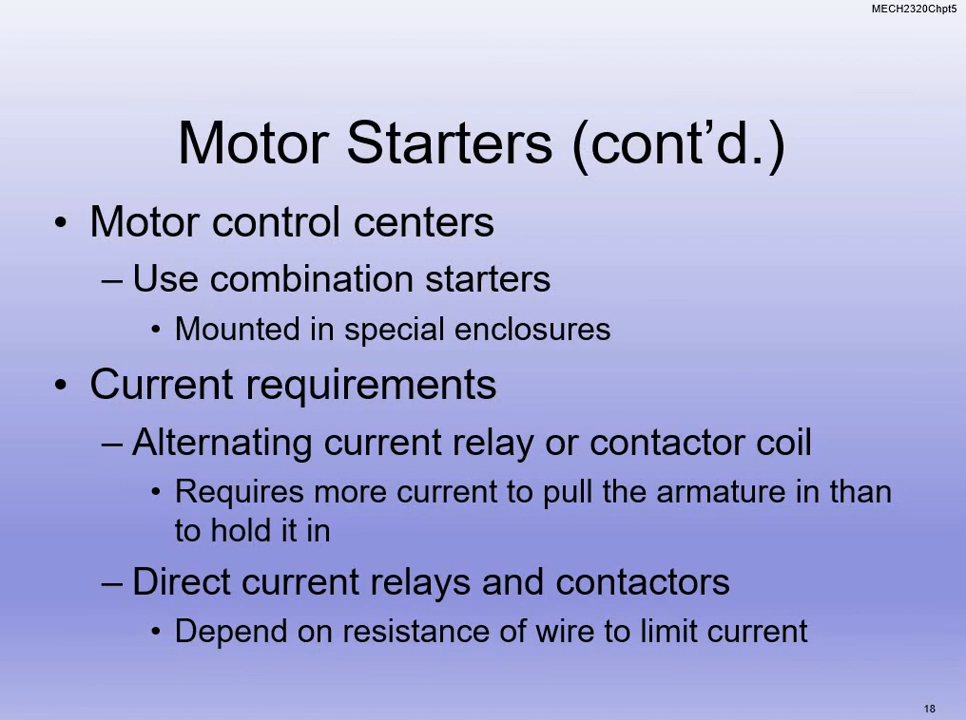 MECH2320Chpt5
Motor Starters (cont’d.)
• Motor control centers
– Use combination starters
• Mounted in special enclosures
• Current requirements
– Alternating current relay or contactor coil
• Requires more current to pull the armature in than
to hold it in
– Direct current relays and contactors
• Depend on resistance of wire to limit current
18